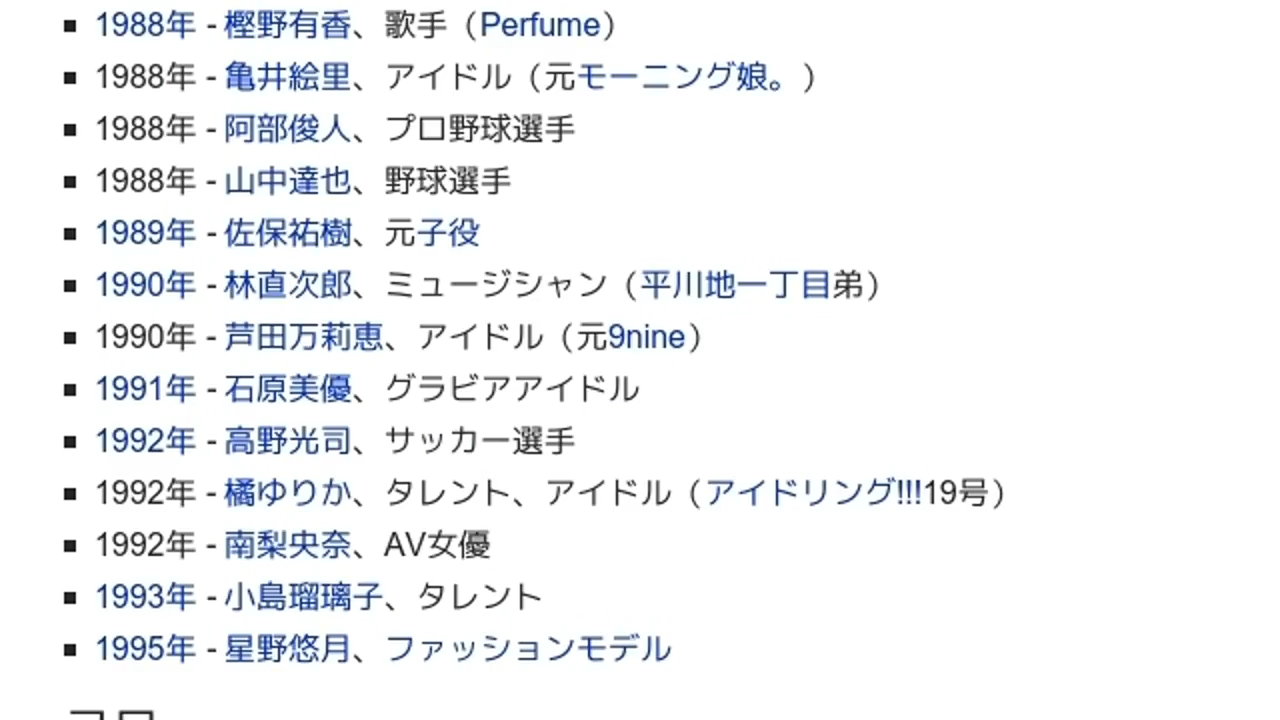 ■ 1988年 - 樫野有香、歌手（Perfume）
■ 1988年 - 亀井絵里、アイドル（元モーニング娘。）
■ 1988年 - 阿部俊人、プロ野球選手
■ 1988年 - 山中達也、野球選手
■ 1989年 - 佐保祐樹、元子役
■ 1990年 - 林直次郎、ミュージシャン（平川地一丁目弟）
■ 1990年 - 芦田万莉恵、アイドル（元9nine）
■ 1991年 - 石原美優、グラビアアイドル
■ 1992年 - 高野光司、サッカー選手
■ 1992年 - 橘ゆりか、タレント、アイドル（アイドリング!!!19号）
■ 1992年 - 南梨央奈、AV女優
■ 1993年 - 小島瑠璃子、タレント
■ 1995年 - 星野悠月、ファッションモデル